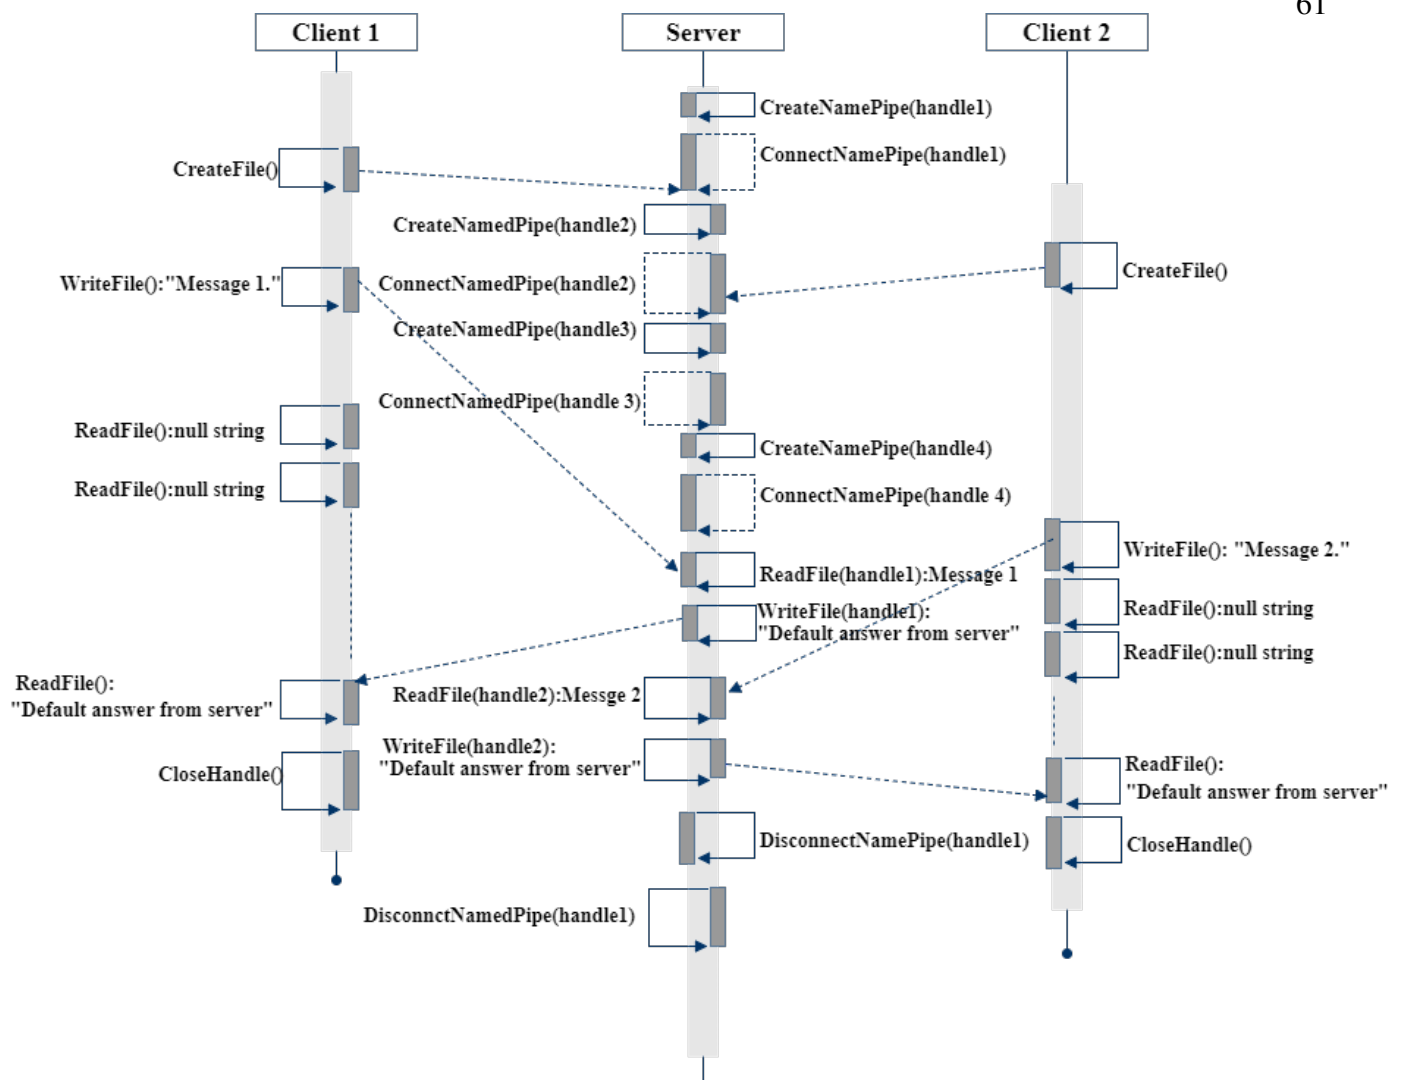 61
Client 1
Server
Client 2
CreateNamePipe(handle1)
ConnectNamePipe(handle1)
CreateFile()
CreateNamedPipe(handle2)
CreateFile()
WriteFile():"Message 1."
ConnectNamedPipe(handle2)
CreateNamedPipe(handle3)
ConnectNamedPipe(handle 3)
ReadFile():null string
CreateNamePipe(handle4)
ReadFile():null string
ConnectNamePipe(handle 4)
WriteFile(): "Message 2."
ReadFile(handle1):Message 1
ReadFile():null string
WriteFile(handle1):
"Default answer from server"
ReadFile():null string
ReadFile():
"Default answer from server"
ReadFile(handle2):Messge 2
WriteFile(handle2):
"Default answer from server"
ReadFile():
"Default answer from server"
CloseHandle()
DisconnectNamePipe(handle1)
CloseHandle()
DisconnctNamedPipe(handle1)